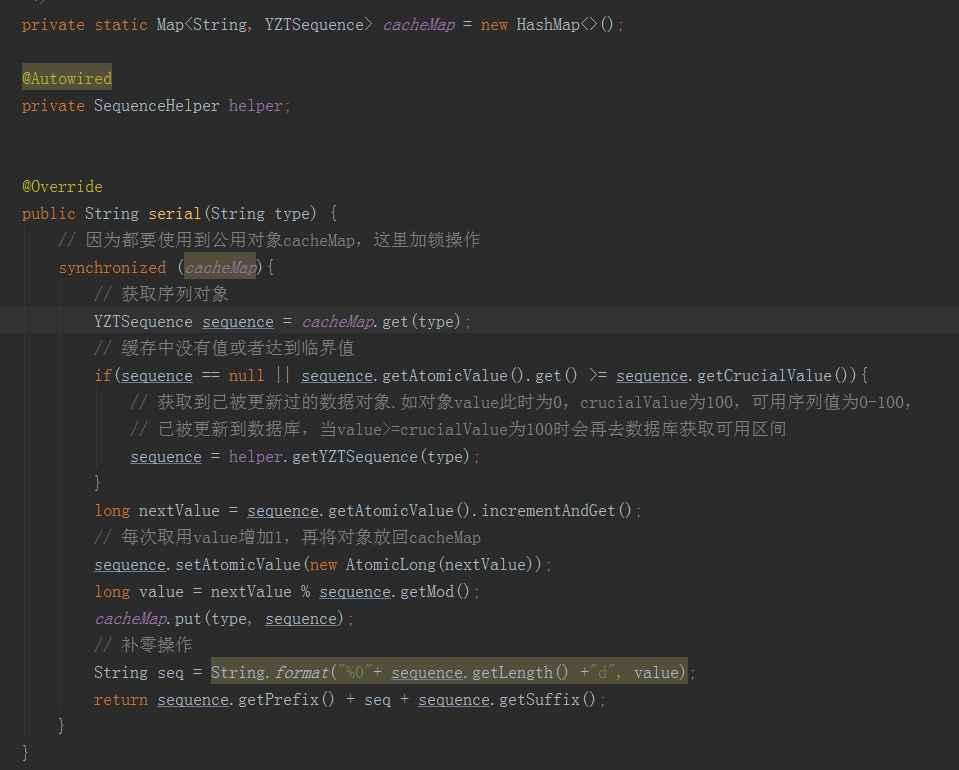 private static Map<String, YZTSequence> cacheMap = new HashMap<>();
@Autowired
private SequenceHelper helper;
@Override
public String serial(String type) {
// 因为都要使用到公用对象cacheMap，这里加锁操作
synchronized (cacheMap){
// 获取序列对象
YZTSequence sequence = cacheMap.get(type);
// 缓存中没有值或者达到临界值
if(sequence == null || sequence.getAtomicValue().get() >= sequence.getCrucialValue()){
// 获取到已被更新过的数据对象.如对象value此时为0，crucialValue为100，可用序列值为0-100，
// 已被更新到数据库，当value>=crucialValue为100时会再去数据库获取可用区间
sequence = helper.getYZTSequence(type);
}
long nextValue = sequence.getAtomicValue().incrementAndGet();
// 每次取用value增加1，再将对象放回cacheMap
sequence.setAtomicValue(new AtomicLong(nextValue));
long value = nextValue % sequence.getMod();
cacheMap.put(type, sequence);
// 补零操作
String seq = String.format("%0"+ sequence.getLength() +"d", value);
return sequence.getPrefix() + seq + sequence.getSuffix();
}
}